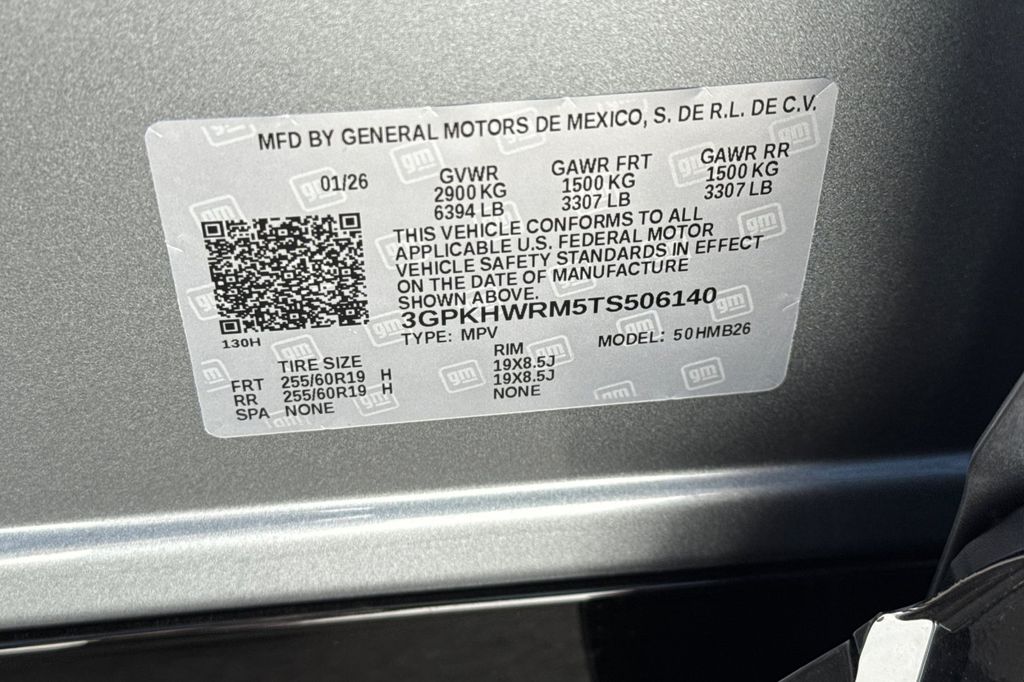 MFD BY GENERAL MOTORS DE MEXICO, S. DE R.L. DE C.V.
01/26
GVWR
2900 KG
6394 LB
GAWR FRT
1500 KG
3307 LB
GAWR RR
1500 KG
3307 LB
THIS VEHICLE CONFORMS TO ALL
APPLICABLE U.S. FEDERAL MOTOR
VEHICLE SAFETY STANDARDS IN EFFECT
ON THE DATE OF MANUFACTURE
SHOWN ABOVE.
3GPKHWRM5TS506140
130H
TYPE: MPV
MODEL: 50HMB26
TIRE SIZE
RIM
FRT 255/60R19 H 19X8.5J
RR 255/60R19 H 19X8.5J
SPA NONE NONE
gm